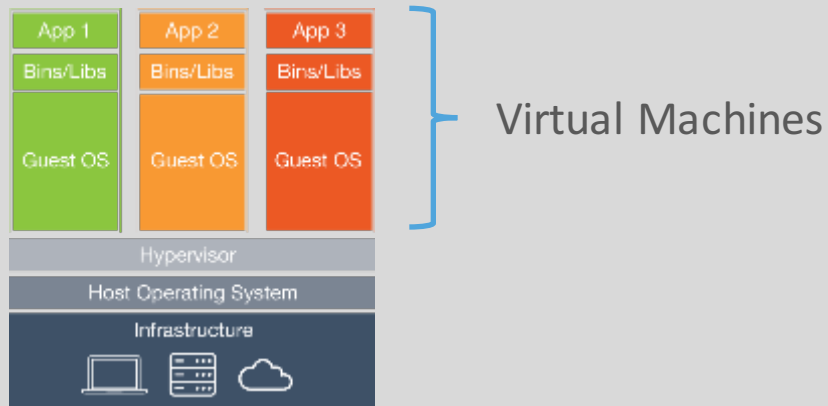 App 1 App 2 App 3
Bins/Libs Bins/Libs Bins/Libs
Virtual Machines
Guest OS Guest OS Guest OS
Hypervisor
Host Operating System
Infrastructure